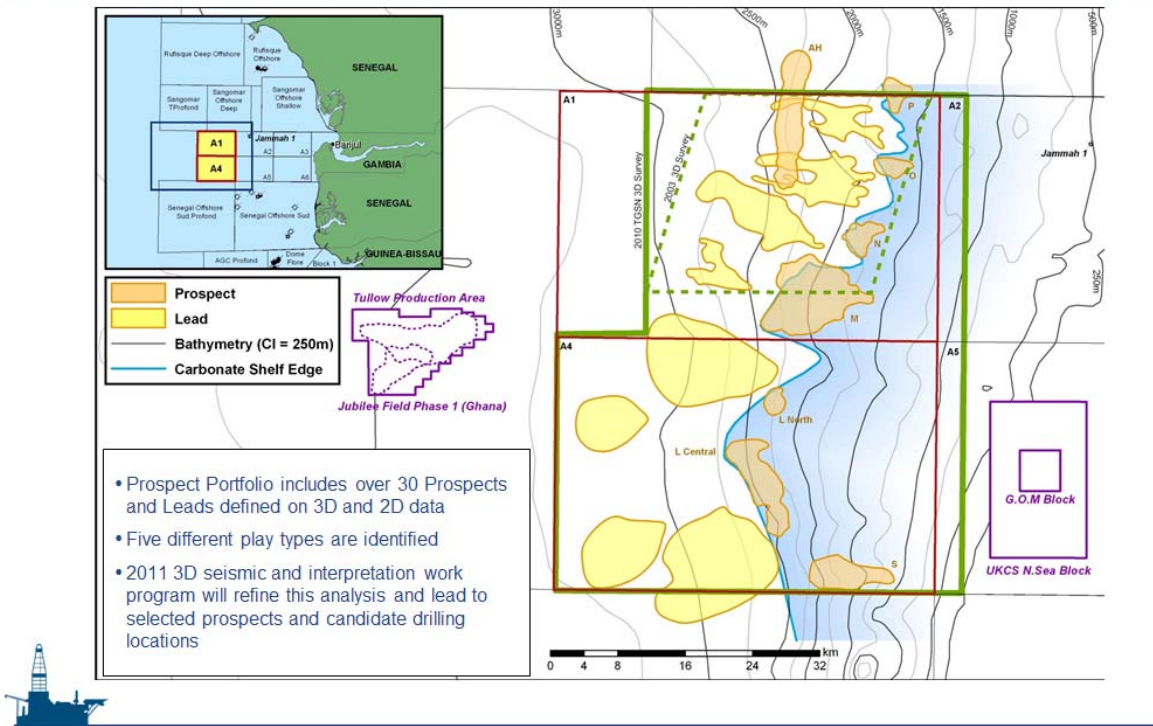 SENEGAL
Rufisque Deep Offshore
Rufisque
Offshore
Sangomar
TProfond
Sangomar
Offshore
Deep
Sangomar
Offshore
Shallow
Jammah 1
Banjul
A1
A2
A3
GAMBIA
A4
A5
A6
SENEGAL
Senegal Offshore
Sud Profond
Senegal Offshore Sud
GUINEA-BISSAU
AGC Profond
Dome
Flore
Block 1
Prospect
Lead
Bathymetry (CI = 250m)
Carbonate Shelf Edge
Tullow Production Area
Jubilee Field Phase 1 (Ghana)
• Prospect Portfolio includes over 30 Prospects
and Leads defined on 3D and 2D data
• Five different play types are identified
• 2011 3D seismic and interpretation work
program will refine this analysis and lead to
selected prospects and candidate drilling
locations
3000m
2500m
2000m
1500m
1000m
500m
AH
A1
A2
P
Jammah 1
2010 TGSN 3D Survey
2003 3D Survey
O
N
250m
M
A4
A5
L North
L Central
S
G.O.M Block
UKCS N.Sea Block
km
0 4 8 16 24 32